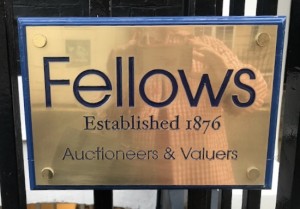 Fellows
Established 1876
Auctioneers & Valuers